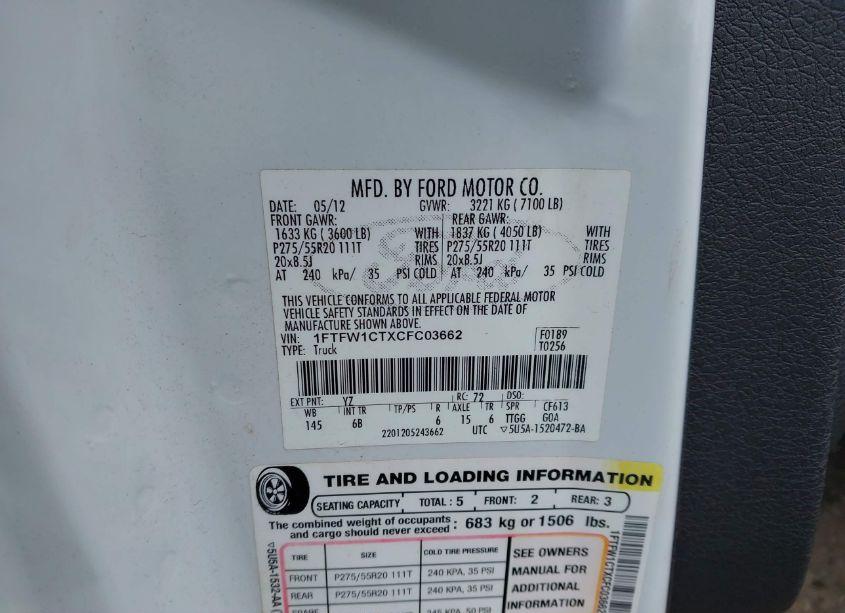 MFD. BY FORD MOTOR CO.
DATE: 05/12 GVWR: 3221 KG ( 7100 LB)
FRONT GAWR: REAR GAWR:
1633 KG ( 3600 LB) WITH 1837 KG ( 4050 LB) WITH
P275/55R20 111T TIRES P275/55R20 111T TIRES
20x8.5J RIMS 20x8.5J RIMS
AT 240 kPa/ 35 PSI COLD AT 240 kPa/ 35 PSI COLD
THIS VEHICLE CONFORMS TO ALL APPLICABLE FEDERAL MOTOR
VEHICLE SAFETY STANDARDS IN EFFECT ON THE DATE OF
MANUFACTURE SHOWN ABOVE.
VIN: 1FTFW1CTXCFC03662 F0189
TYPE: Truck T0256
EXT PNT: YZ RC: 72 DSO:
WB INT TR TP/PS R AXLE TR SPR CF613
145 6B 6 15 6 TTGG GOA
2201205243662 UTC ▽5U5A-1520472-BA
TIRE AND LOADING INFORMATION
SEATING CAPACITY TOTAL : 5 FRONT: 2 REAR: 3
The combined weight of occupants and cargo should never exceed : 683 kg or 1506 lbs.
TIRE SIZE COLD TIRE PRESSURE
FRONT P275/55R20 111T 240 KPA, 35 PSI
REAR P275/55R20 111T 240 KPA, 35 PSI
SEE OWNERS
MANUAL FOR
ADDITIONAL
INFORMATION
▽5U5A-1532-AA